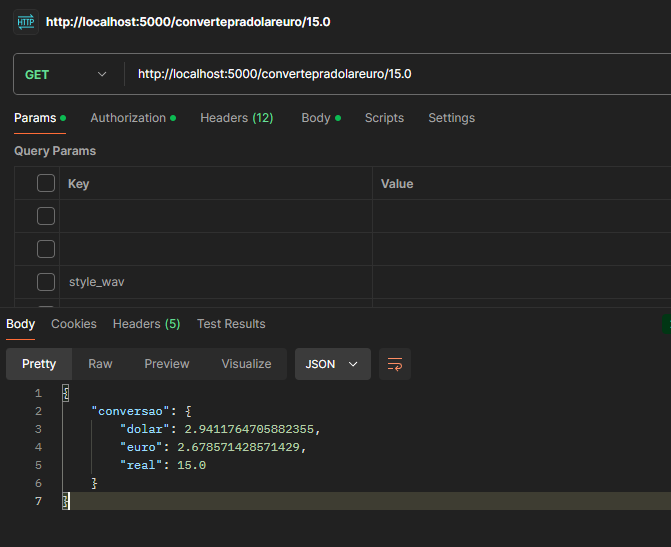 HTTP http://localhost:5000/convertepradolareuro/15.0
GET http://localhost:5000/convertepradolareuro/15.0
Params Authorization Headers (12) Body Scripts Settings
Query Params
Key Value
style_wav
Body Cookies Headers (5) Test Results
Pretty Raw Preview Visualize JSON
1 {
2 "conversao": {
3 "dolar": 2.9411764705882355,
4 "euro": 2.678571428571429,
5 "real": 15.0
6 }
7 }